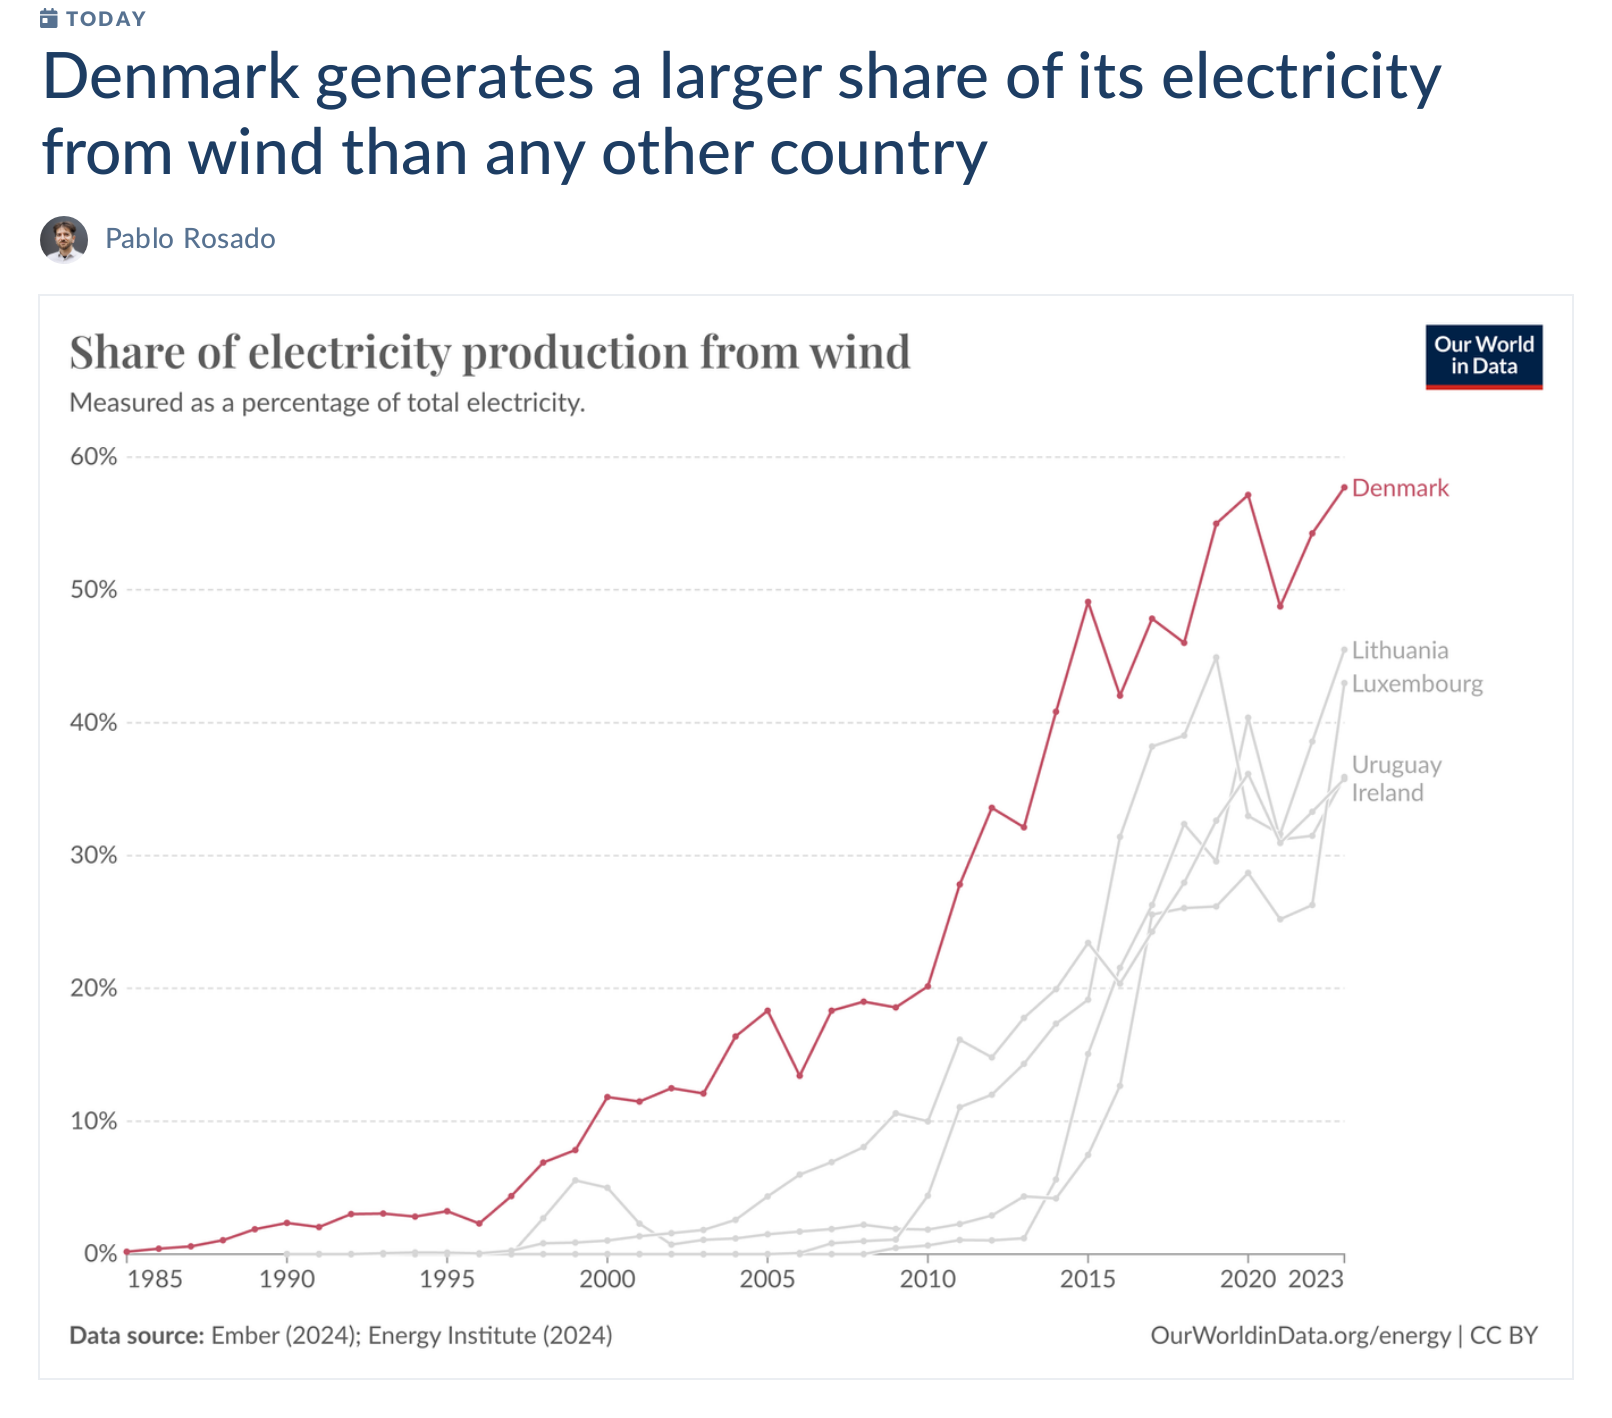 TODAY
Denmark generates a larger share of its electricity
from wind than any other country
Pablo Rosado
Share of electricity production from wind
Measured as a percentage of total electricity.
Our World
in Data
60%
50%
40%
30%
20%
10%
0%
Denmark
Lithuania
Luxembourg
Uruguay
Ireland
1985 1990 1995 2000 2005 2010 2015 2020 2023
Data source: Ember (2024); Energy Institute (2024)
OurWorldinData.org/energy | CC BY